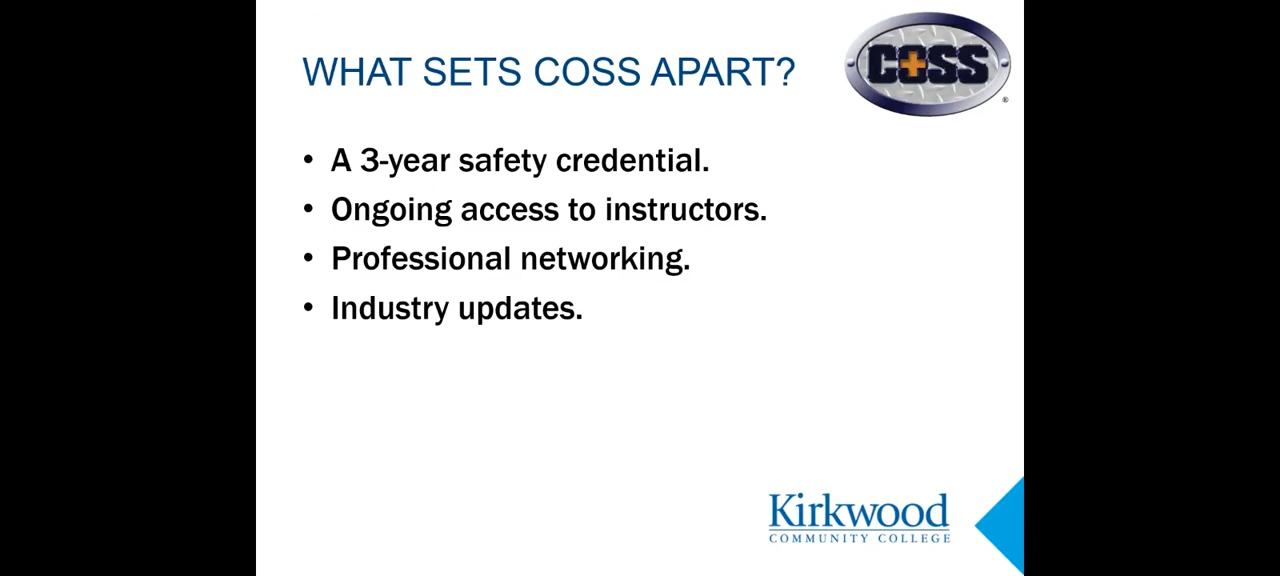 WHAT SETS COSS APART?
COSS
®
• A 3-year safety credential.
• Ongoing access to instructors.
• Professional networking.
• Industry updates.
Kirkwood
COMMUNITY COLLEGE